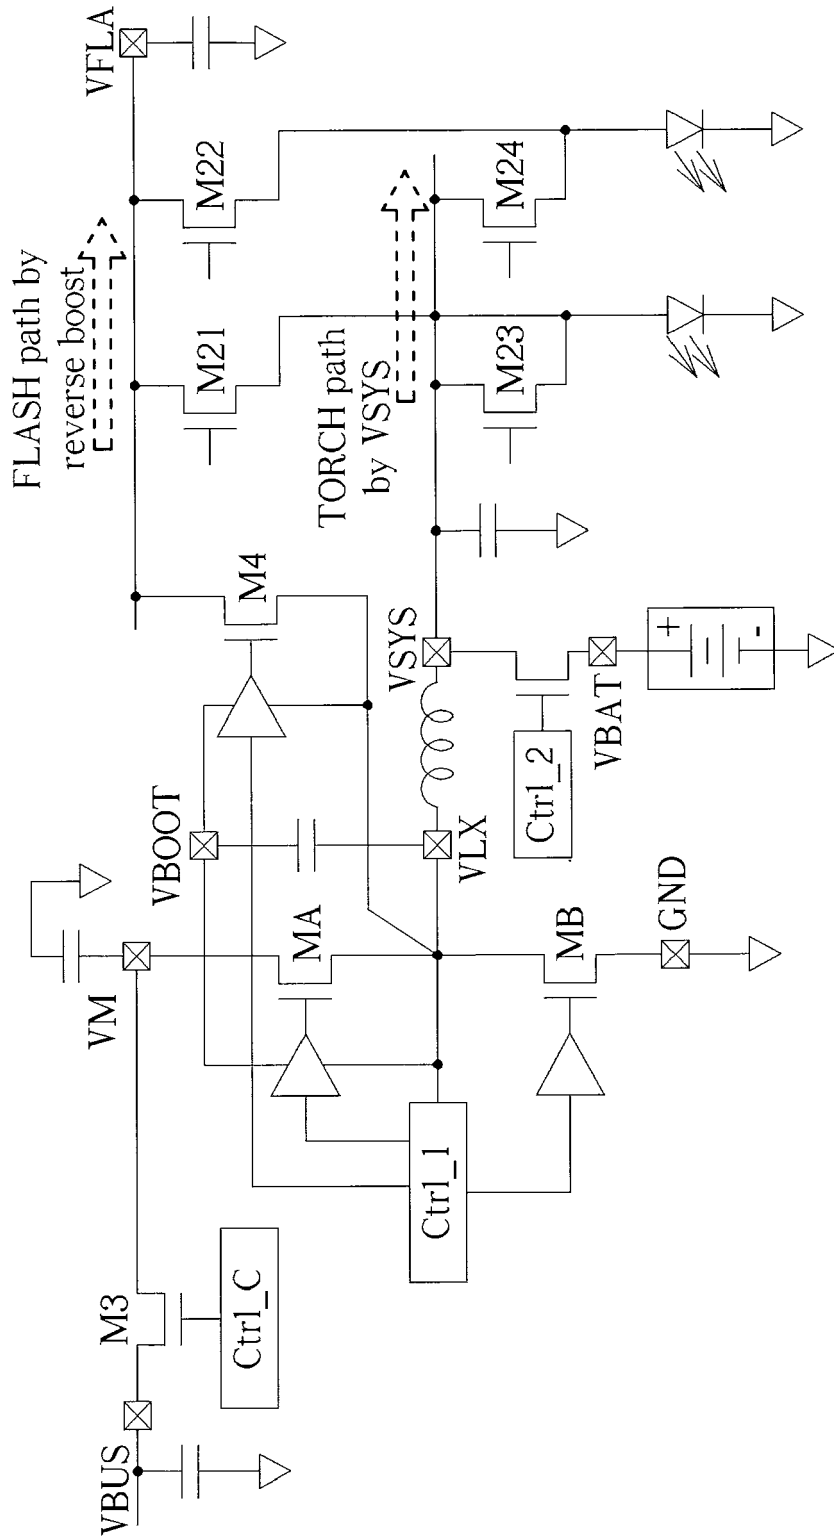 FLASH path by
reverse boost
VFLA
M22
M21
TORCH path
by VSYS
M24
M23
M4
VSYS
VBOOT
VLX
Ctrl_2
VBAT
+
-
VM
MA
MB
GND
Ctrl_1
M3
Ctrl_C
VBUS